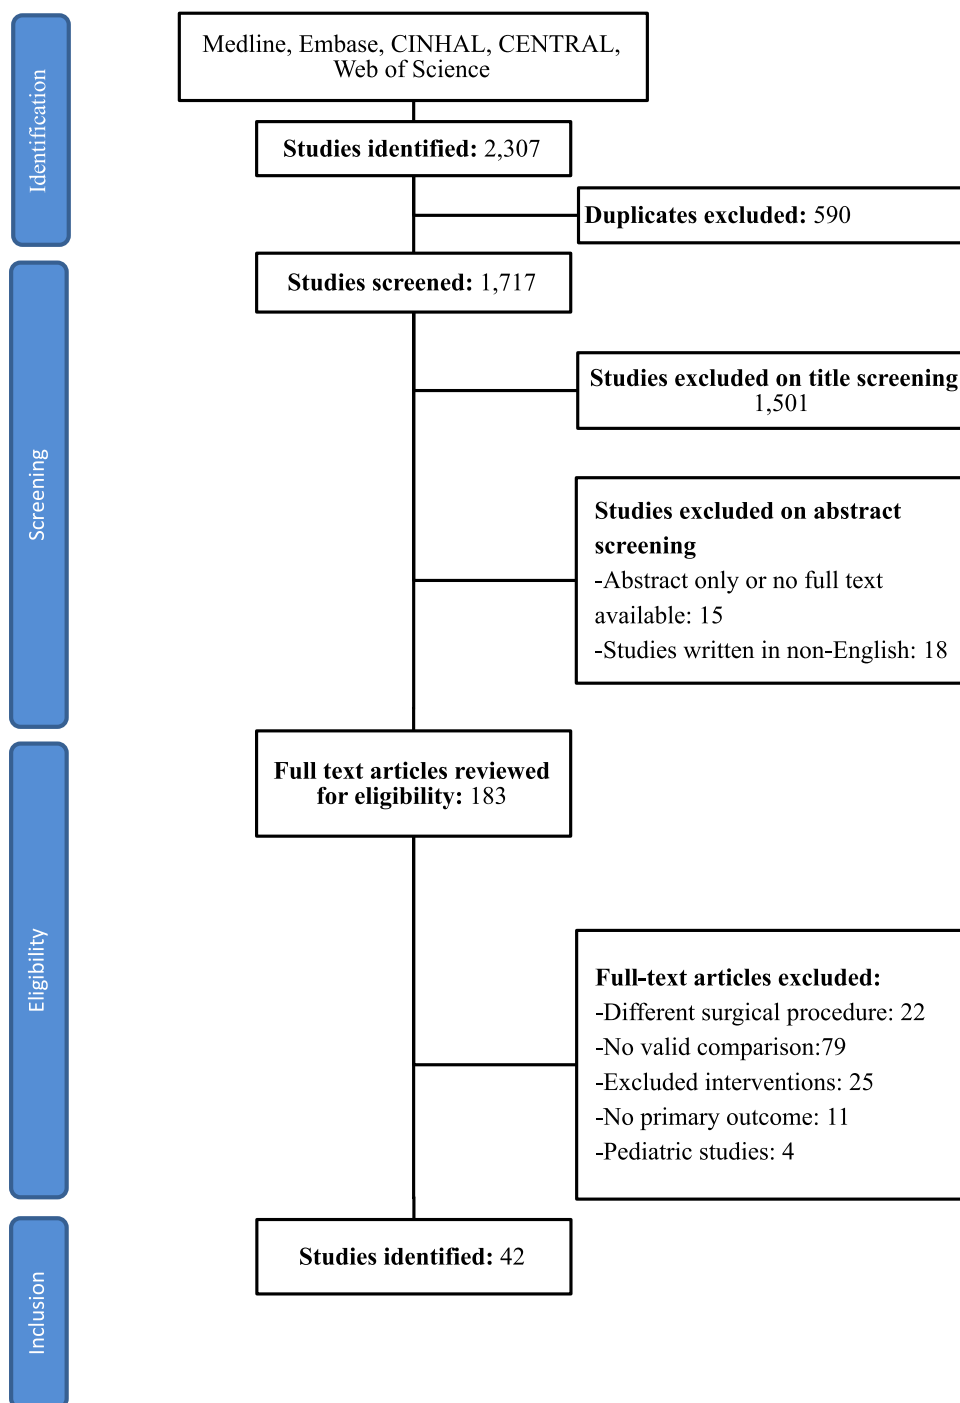 Identification
Medline, Embase, CINHAL, CENTRAL,
Web of Science
Studies identified: 2,307
Duplicates excluded: 590
Screening
Studies screened: 1,717
Studies excluded on title screening
1,501
Studies excluded on abstract
screening
-Abstract only or no full text
available: 15
-Studies written in non-English: 18
Eligibility
Full text articles reviewed
for eligibility: 183
Full-text articles excluded:
-Different surgical procedure: 22
-No valid comparison:79
-Excluded interventions: 25
-No primary outcome: 11
-Pediatric studies: 4
Inclusion
Studies identified: 42